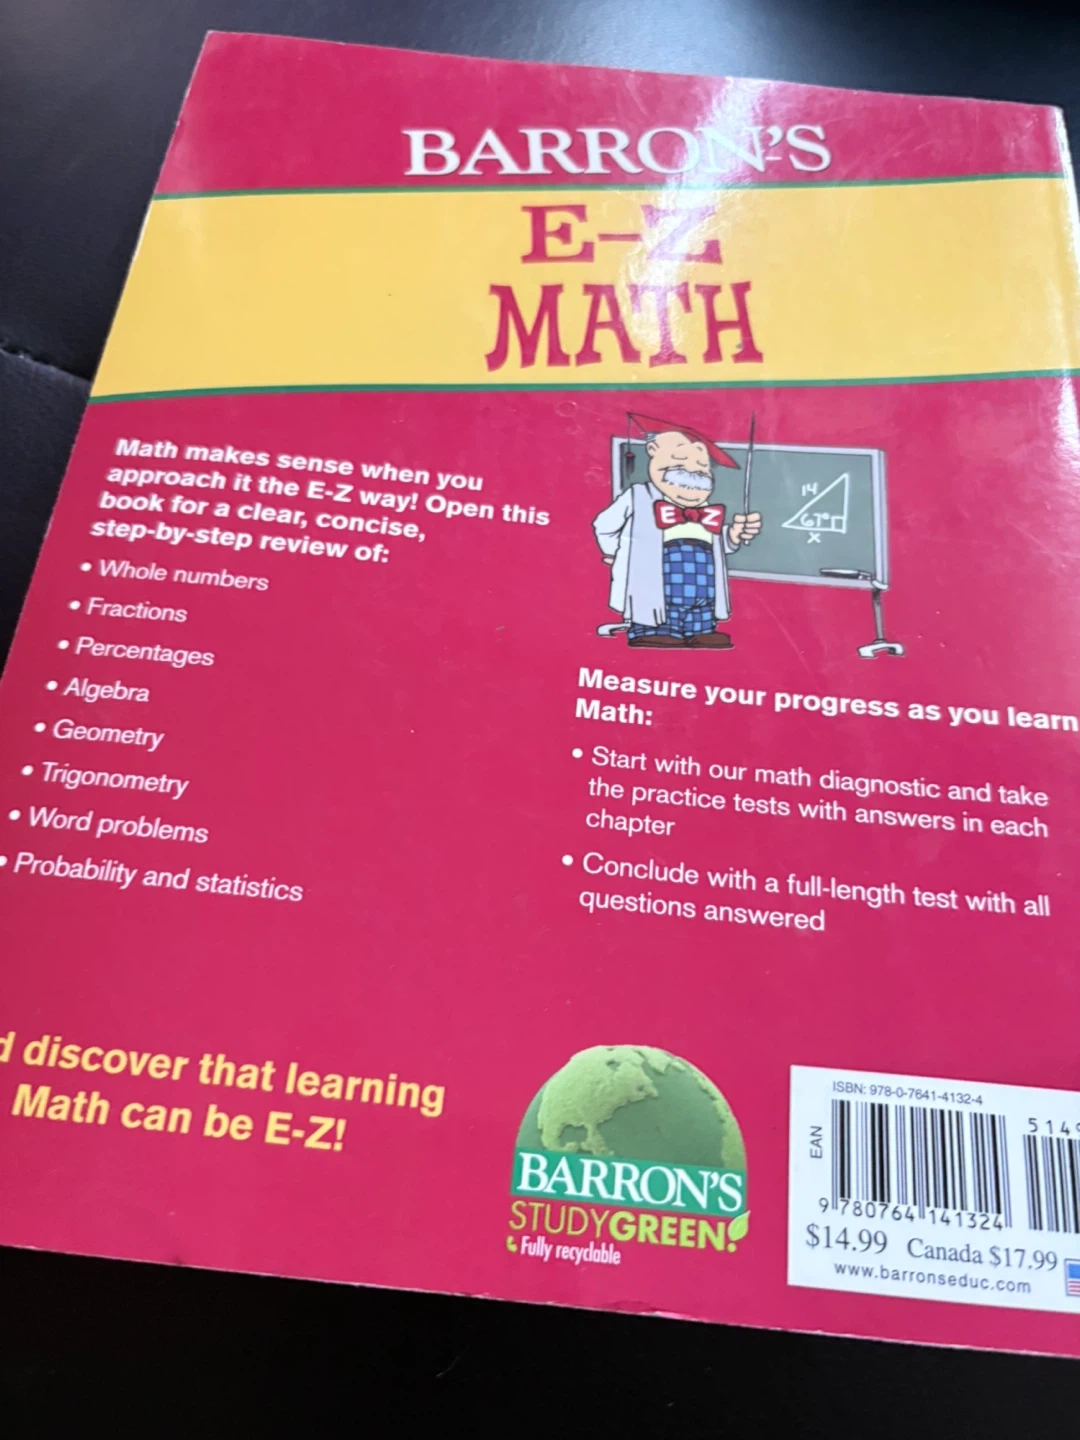 BARRON'S
E-Z
MATH
Math makes sense when you
approach it the E-Z way! Open this
book for a clear, concise,
step-by-step review of:
• Whole numbers
• Fractions
• Percentages
• Algebra
• Geometry
• Trigonometry
• Word problems
• Probability and statistics
E Z
14
67°
x
Measure your progress as you learn
Math:
• Start with our math diagnostic and take
the practice tests with answers in each
chapter
• Conclude with a full-length test with all
questions answered
discover that learning
Math can be E-Z!
BARRON'S
STUDYGREEN!
Fully recyclable
ISBN: 978-0-7641-4132-4
EAN
9 780764 141324
$14.99 Canada $17.99
www.barronseduc.com